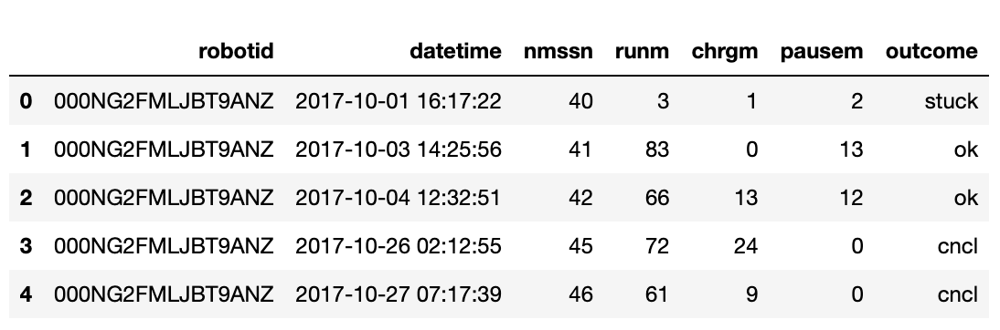 robotid datetime nmssn runm chrgm pausem outcome
0 000NG2FMLJBT9ANZ 2017-10-01 16:17:22 40 3 1 2 stuck
1 000NG2FMLJBT9ANZ 2017-10-03 14:25:56 41 83 0 13 ok
2 000NG2FMLJBT9ANZ 2017-10-04 12:32:51 42 66 13 12 ok
3 000NG2FMLJBT9ANZ 2017-10-26 02:12:55 45 72 24 0 cncl
4 000NG2FMLJBT9ANZ 2017-10-27 07:17:39 46 61 9 0 cncl